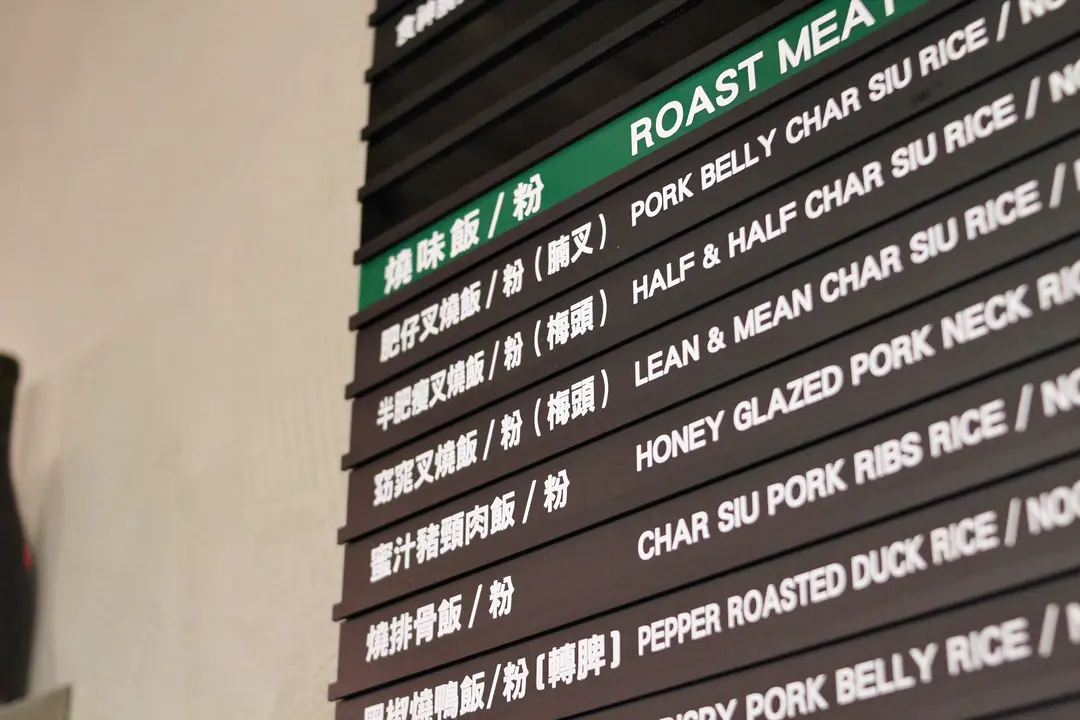 燒味飯 / 粉 ROAST MEAT
肥仔叉燒飯 / 粉 (腩叉) PORK BELLY CHAR SIU RICE /
半肥瘦叉燒飯 / 粉 (梅頭) HALF & HALF CHAR SIU RICE /
窈窕叉燒飯 / 粉 (梅頭) LEAN & MEAN CHAR SIU RICE /
蜜汁豬頸肉飯 / 粉 HONEY GLAZED PORK NECK
燒排骨飯 / 粉 CHAR SIU PORK RIBS RICE /
黑椒燒鴨飯/粉 [轉脾] PEPPER ROASTED DUCK RICE /
PORK BELLY RICE /